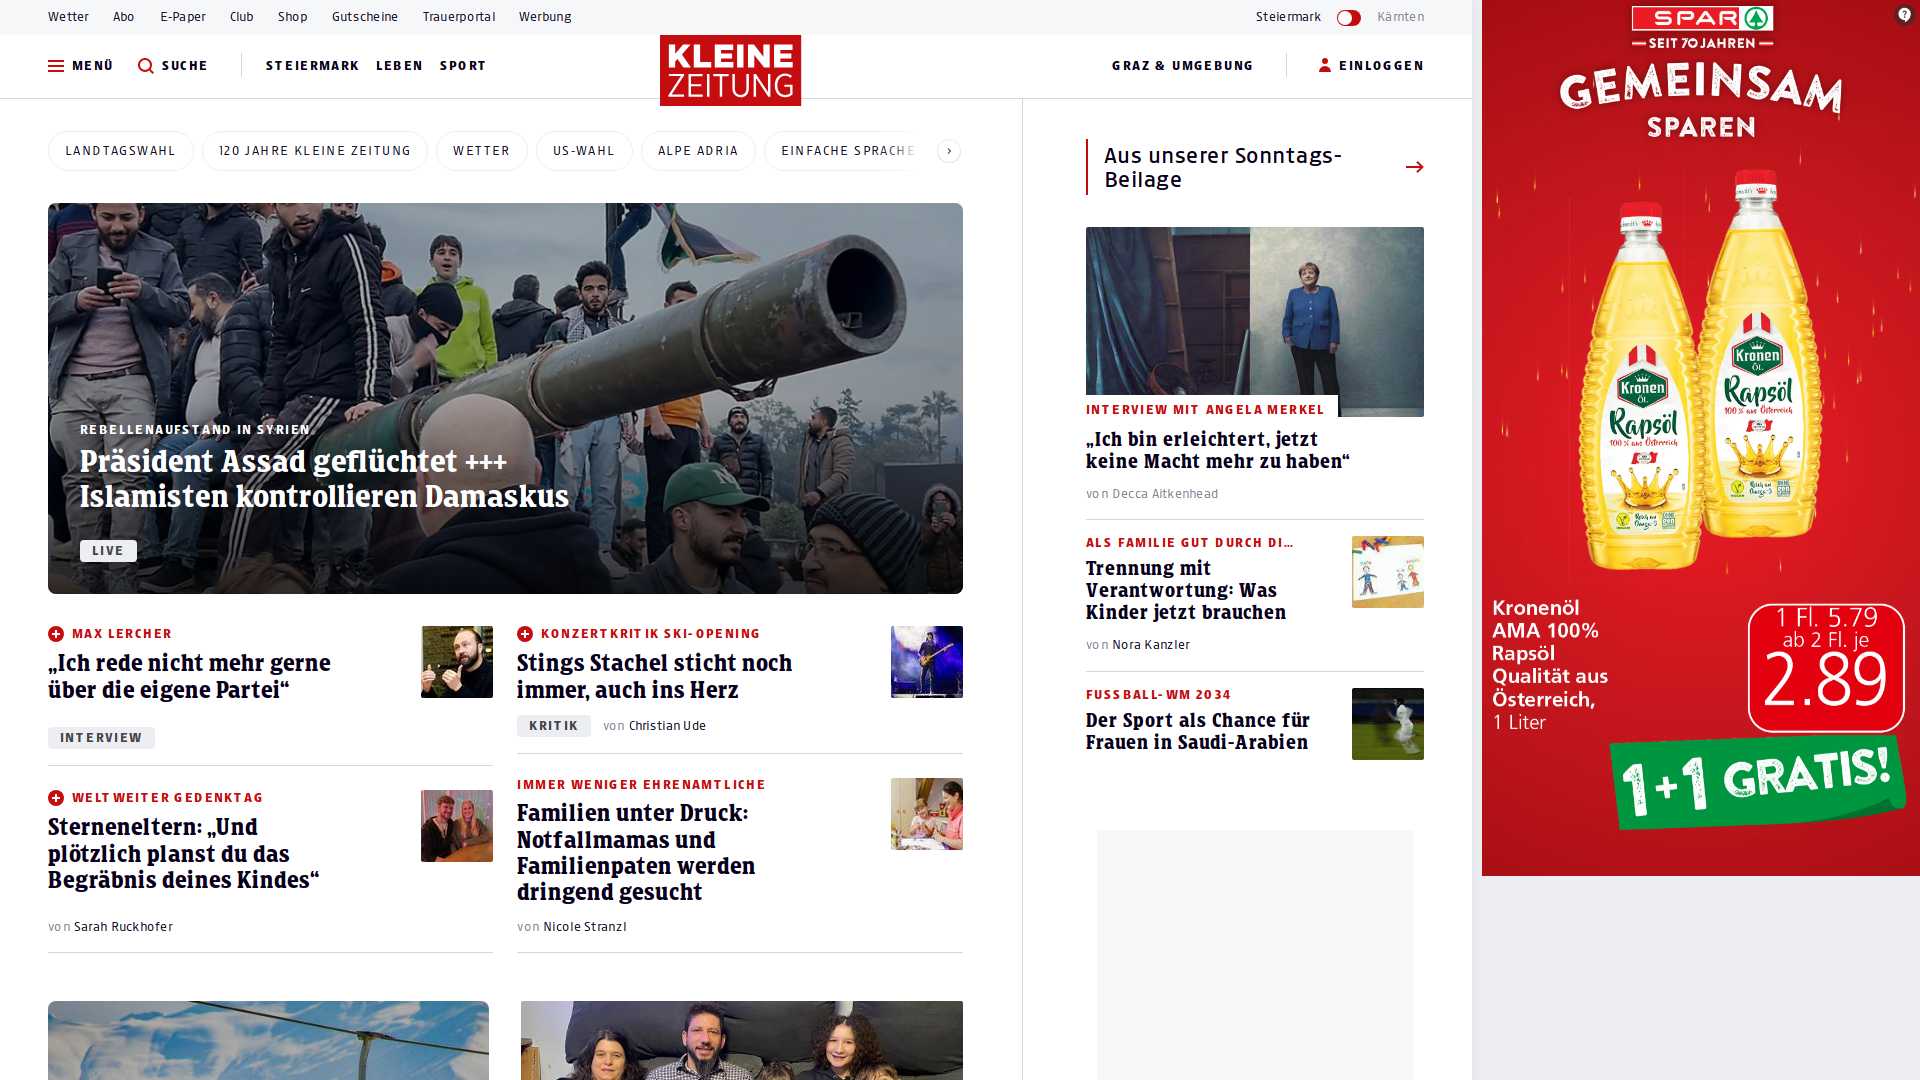 Wetter Abo E-Paper Club Shop Gutscheine Trauerportal Werbung
Steiermark Kärnten
MENÜ SUCHE STEIERMARK LEBEN SPORT
KLEINE
ZEITUNG
GRAZ & UMGEBUNG EINLOGGEN
LANDTAGSWAHL 120 JAHRE KLEINE ZEITUNG WETTER US-WAHL ALPE ADRIA EINFACHE SPRACHE
REBELLENAUFSTAND IN SYRIEN
Präsident Assad geflüchtet +++
Islamisten kontrollieren Damaskus
LIVE
MAX LERCHER
„Ich rede nicht mehr gerne
über die eigene Partei“
INTERVIEW
KONZERTKRITIK SKI-OPENING
Stings Stachel sticht noch
immer, auch ins Herz
KRITIK von Christian Ude
WELTWEITER GEDENKTAG
Sterneneltern: „Und
plötzlich planst du das
Begräbnis deines Kindes“
von Sarah Ruckhofer
IMMER WENIGER EHRENAMTLICHE
Familien unter Druck:
Notfallmamas und
Familienpaten werden
dringend gesucht
von Nicole Stranzl
Aus unserer Sonntags-
Beilage
INTERVIEW MIT ANGELA MERKEL
„Ich bin erleichtert, jetzt
keine Macht mehr zu haben“
von Decca Aitkenhead
ALS FAMILIE GUT DURCH DI...
Trennung mit
Verantwortung: Was
Kinder jetzt brauchen
von Nora Kanzler
FUSSBALL-WM 2034
Der Sport als Chance für
Frauen in Saudi-Arabien
SPAR
SEIT 70 JAHREN
GEMEINSAM
SPAREN
Kronen
ÖL
Rapsöl
100 % aus Österreich
Kronen
ÖL
Rapsöl
100 % aus Österreich
Kronenöl
AMA 100%
Rapsöl
Qualität aus
Österreich,
1 Liter
1 Fl. 5.79
ab 2 Fl. je
2.89
1+1 GRATIS!